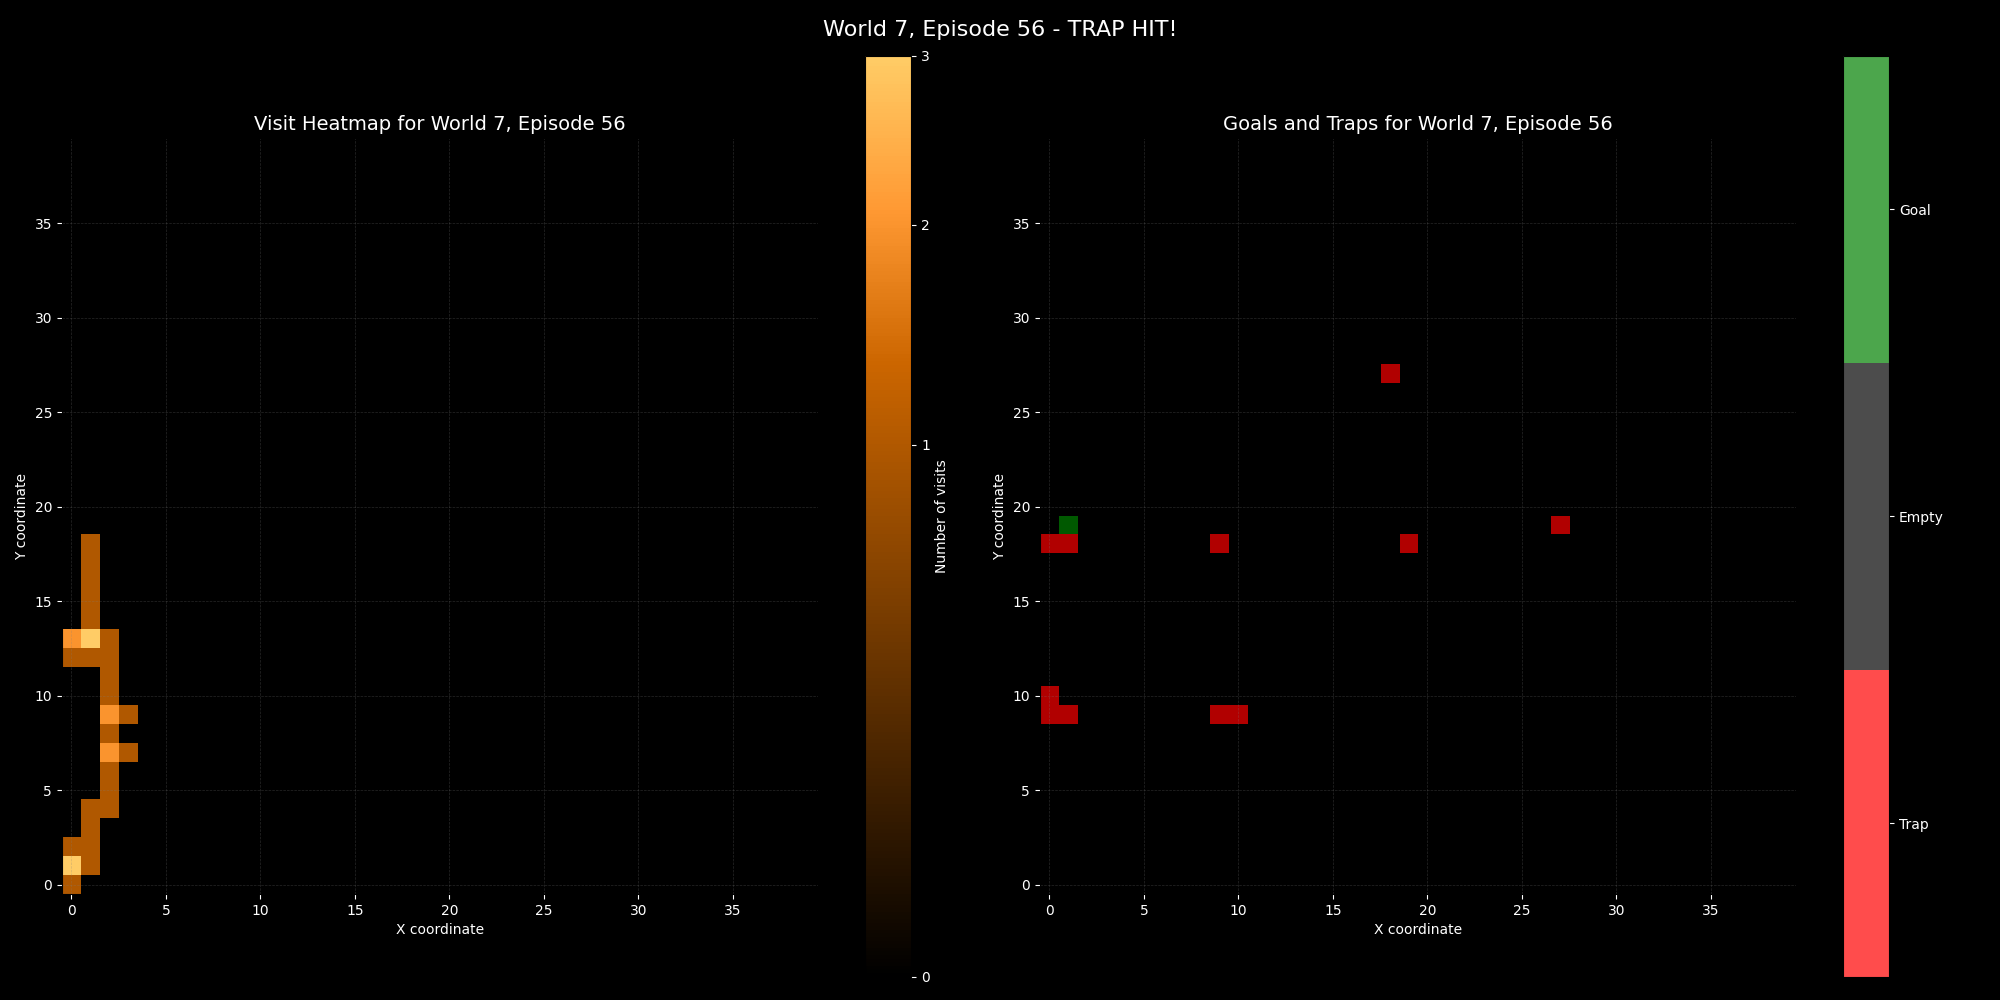 World 7, Episode 56 - TRAP HIT!
Visit Heatmap for World 7, Episode 56
35
30
25
20
15
10
5
0
Y coordinate
0 5 10 15 20 25 30 35
X coordinate
3
2
1
0
Number of visits
Goals and Traps for World 7, Episode 56
35
30
25
20
15
10
5
0
Y coordinate
0 5 10 15 20 25 30 35
X coordinate
Goal
Empty
Trap